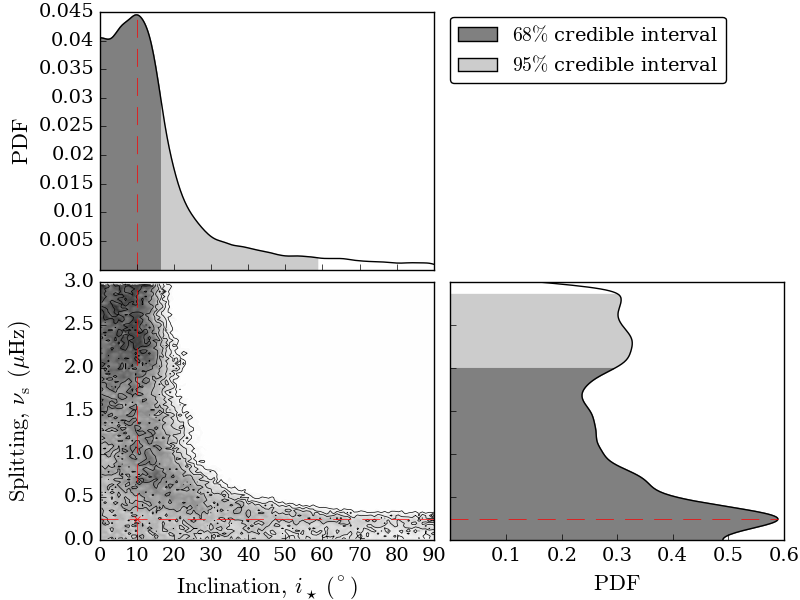 0.045
0.04
0.035
0.03
0.025
0.02
0.015
0.01
0.005
PDF
68% credible interval
95% credible interval
3.0
2.5
2.0
1.5
1.0
0.5
0.0
Splitting, νs (μHz)
0 10 20 30 40 50 60 70 80 90
Inclination, i⋆ (°)
0.1 0.2 0.3 0.4 0.5 0.6
PDF